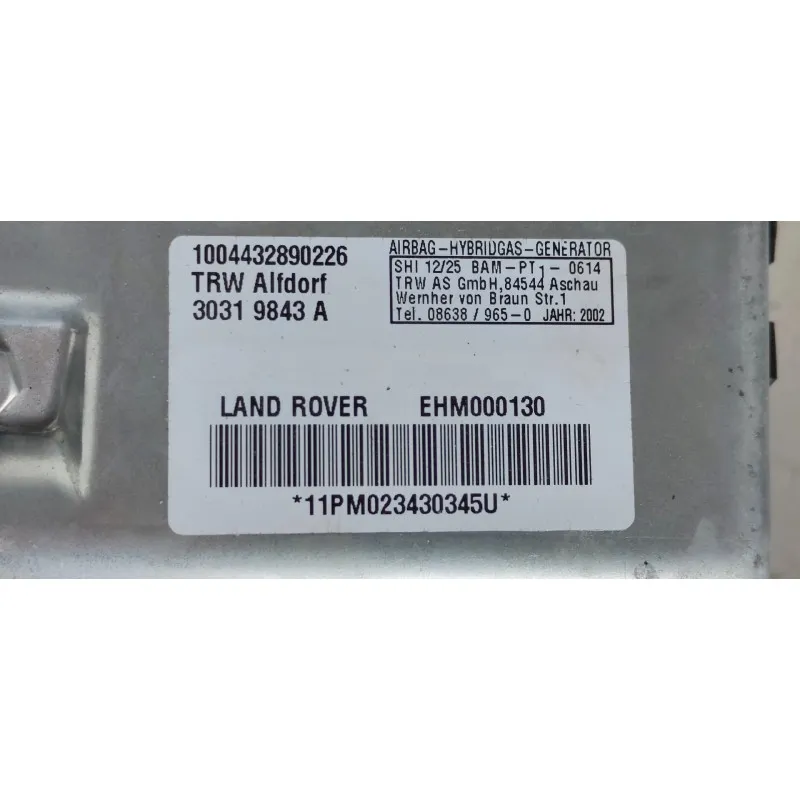 1004432890226
TRW Alfdorf
3031 9843 A
AIRBAG-HYBRIDGAS-GENERATOR
SHI 12/25 BAM-PT1-0614
TRW AS GmbH,84544 Aschau
Wernher von Braun Str.1
Tel. 08638/965-0 JAHR: 2002
LAND ROVER EHM000130
*11PM023430345U*